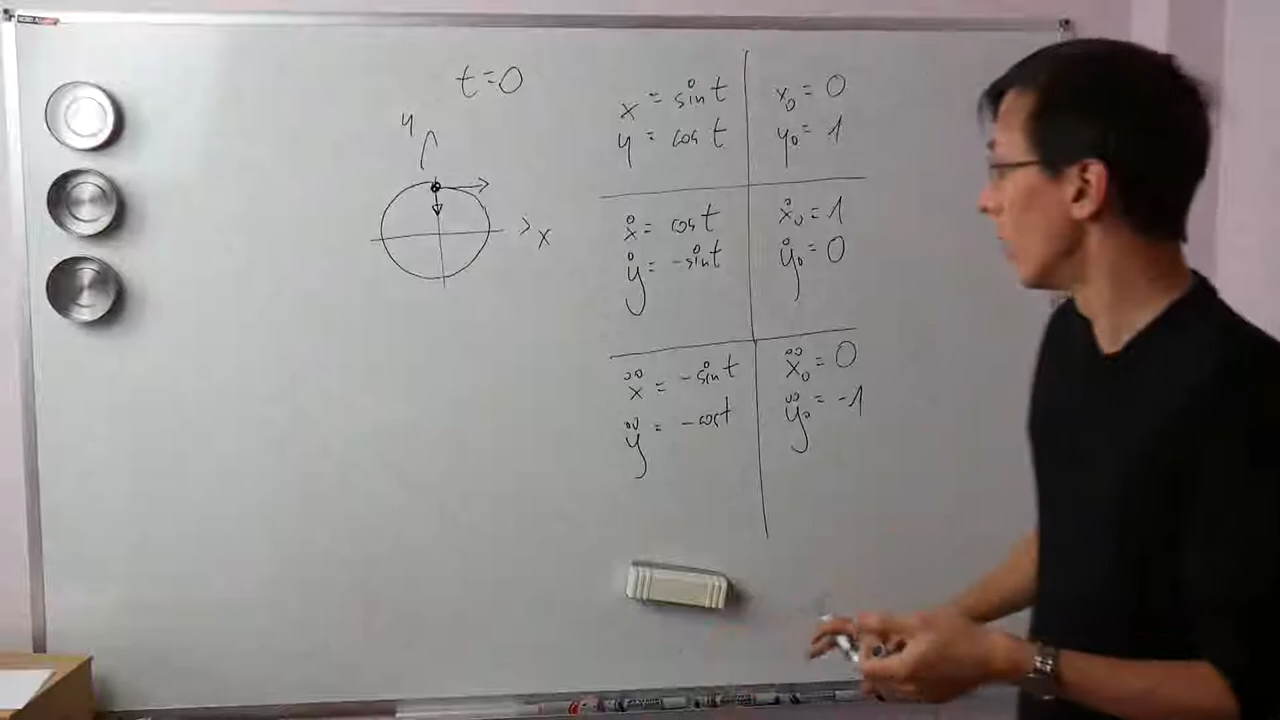 t=0
y
x
x = sin t
y = cos t
x₀ = 0
y₀ = 1
ẋ = cos t
ẏ = -sin t
ẋ₀ = 1
ẏ₀ = 0
ẍ = -sin t
ÿ = -cos t
ẍ₀ = 0
ÿ₀ = -1